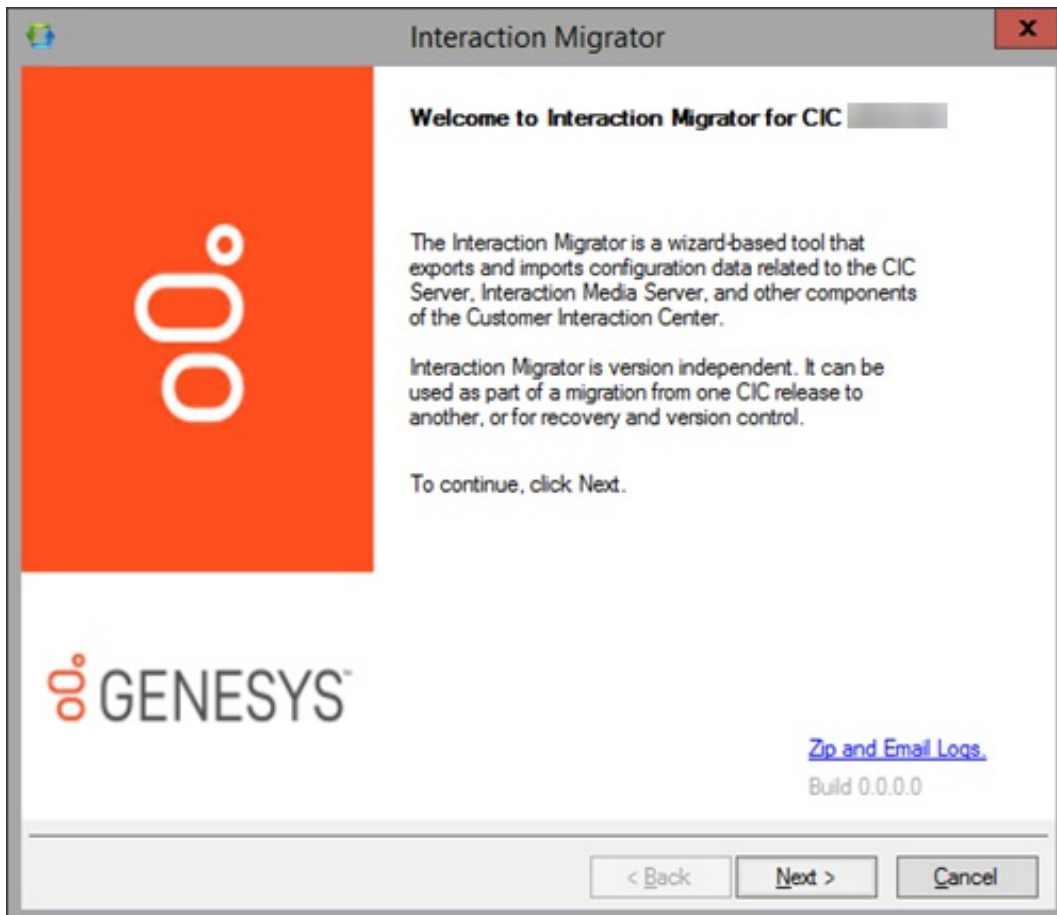 Interaction Migrator
X
Welcome to Interaction Migrator for CIC
The Interaction Migrator is a wizard-based tool that
exports and imports configuration data related to the CIC
Server, Interaction Media Server, and other components
of the Customer Interaction Center.
Interaction Migrator is version independent. It can be
used as part of a migration from one CIC release to
another, or for recovery and version control.
To continue, click Next.
GENESYS™
Zip and Email Logs.
Build 0.0.0.0
< Back
Next >
Cancel